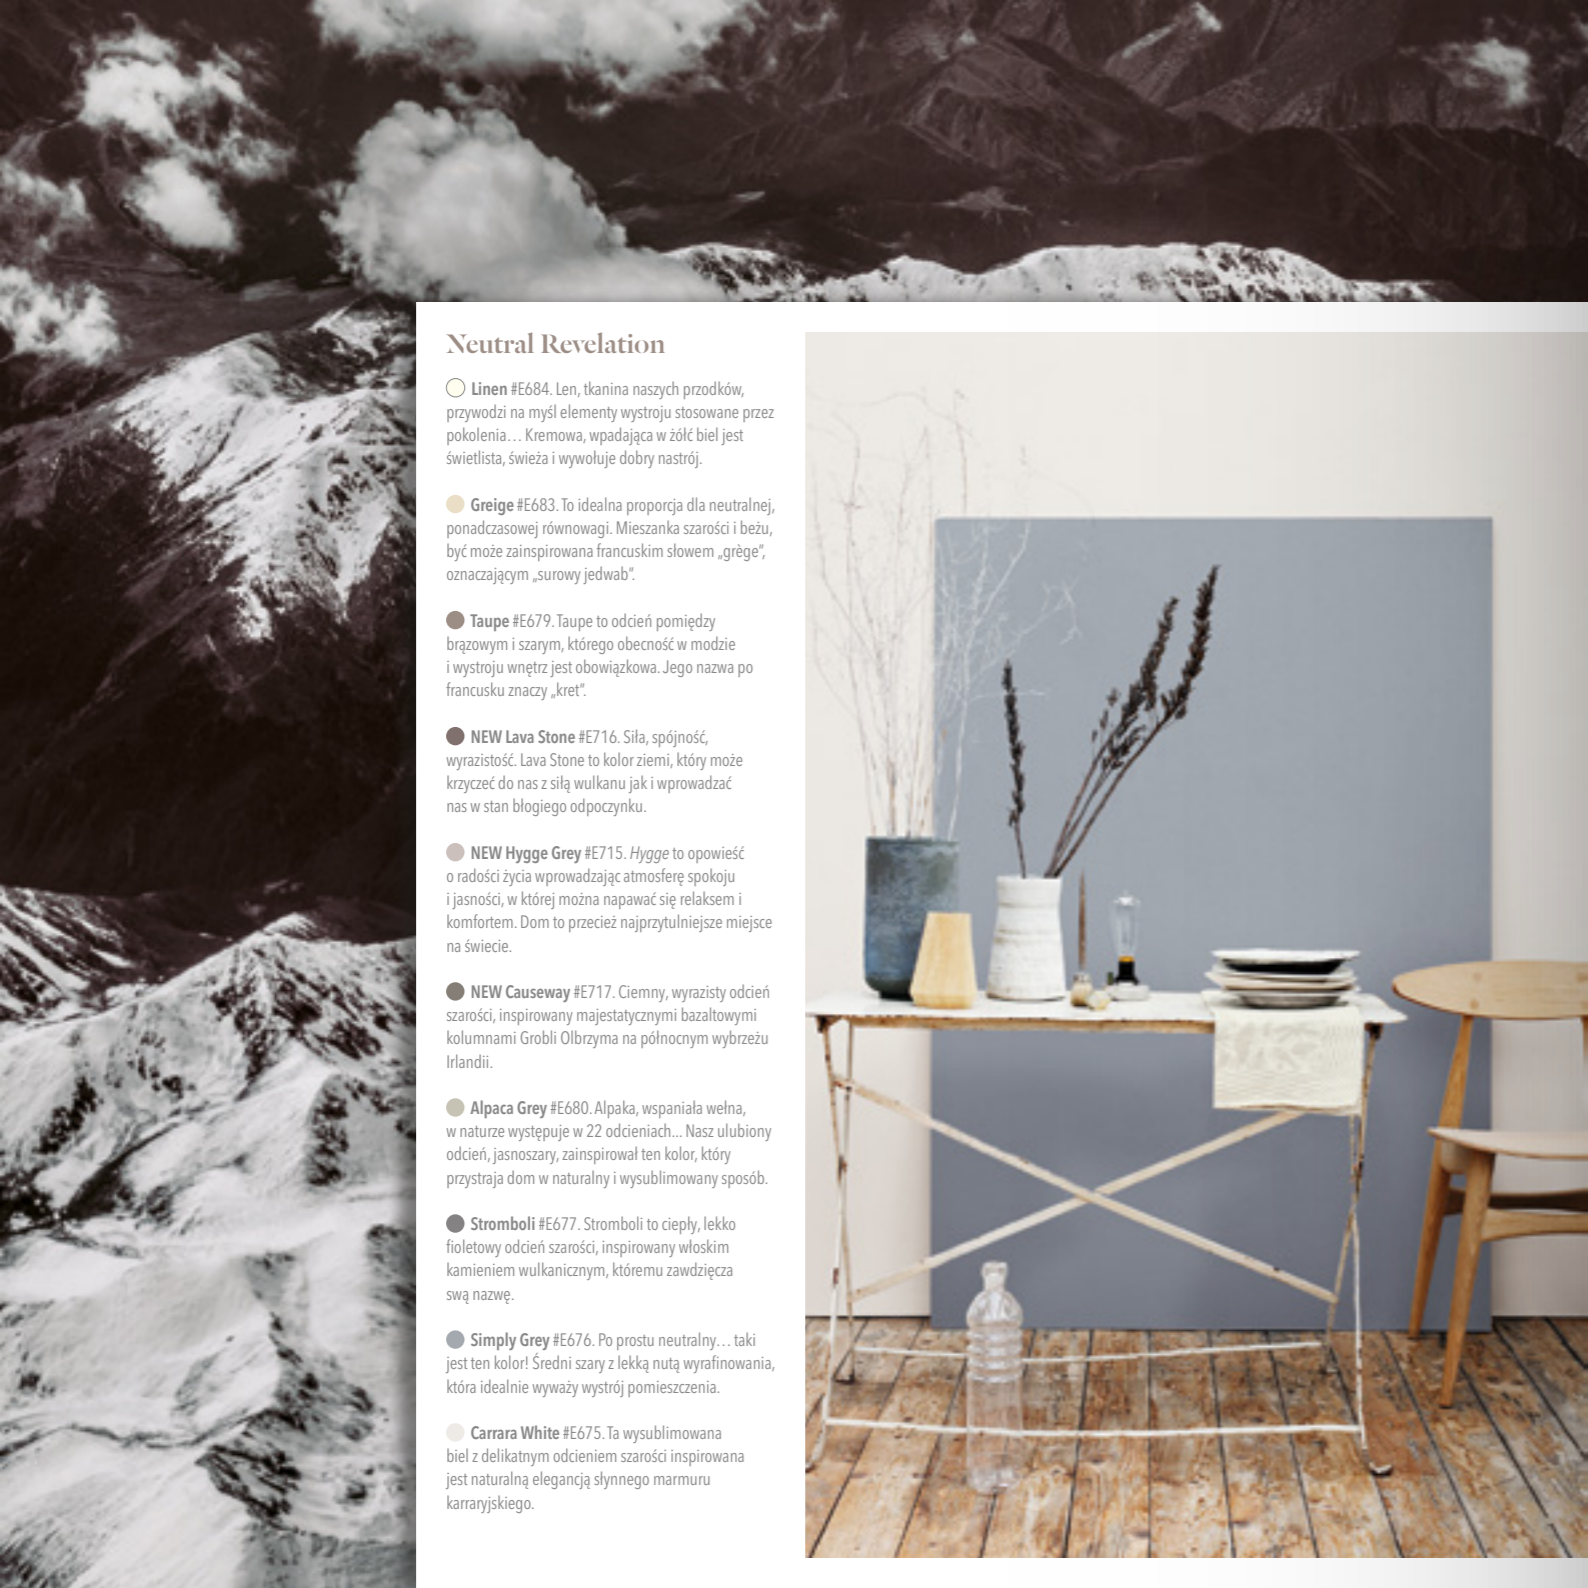 Neutral Revelation
Linen #E684. Len, tkanina naszych przodków,
przywodzi na myśl elementy wystroju stosowane przez
pokolenia… Kremowa, wpadająca w żółć biel jest
świetlista, świeża i wywołuje dobry nastrój.
Greige #E683. To idealna proporcja dla neutralnej,
ponadczasowej równowagi. Mieszanka szarości i beżu,
być może zainspirowana francuskim słowem „grège”,
oznaczającym „surowy jedwab”.
Taupe #E679. Taupe to odcień pomiędzy
brązowym i szarym, którego obecność w modzie
i wystroju wnętrz jest obowiązkowa. Jego nazwa po
francusku znaczy „kret”.
NEW Lava Stone #E716. Siła, spójność,
wyrazistość. Lava Stone to kolor ziemi, który może
krzyczeć do nas z siłą wulkanu jak i wprowadzać
nas w stan błogiego odpoczynku.
NEW Hygge Grey #E715. Hygge to opowieść
o radości życia wprowadzając atmosferę spokoju
i jasności, w której można napawać się relaksem i
komfortem. Dom to przecież najprzytulniejsze miejsce
na świecie.
NEW Causeway #E717. Ciemny, wyrazisty odcień
szarości, inspirowany majestatycznymi bazaltowymi
kolumnami Grobli Olbrzyma na północnym wybrzeżu
Irlandii.
Alpaca Grey #E680. Alpaka, wspaniała wełna,
w naturze występuje w 22 odcieniach... Nasz ulubiony
odcień, jasnoszary, zainspirował ten kolor, który
przystraja dom w naturalny i wysublimowany sposób.
Stromboli #E677. Stromboli to ciepły, lekko
fioletowy odcień szarości, inspirowany włoskim
kamieniem wulkanicznym, któremu zawdzięcza
swą nazwę.
Simply Grey #E676. Po prostu neutralny… taki
jest ten kolor! Średni szary z lekką nutą wyrafinowania,
która idealnie wyważy wystrój pomieszczenia.
Carrara White #E675. Ta wysublimowana
biel z delikatnym odcieniem szarości inspirowana
jest naturalną elegancją słynnego marmuru
karraryjskiego.